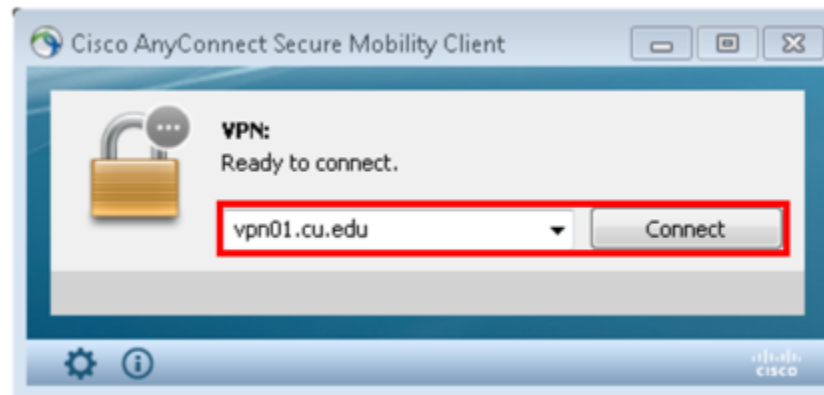 Cisco AnyConnect Secure Mobility Client
VPN:
Ready to connect.
vpn01.cu.edu
Connect
CISCO